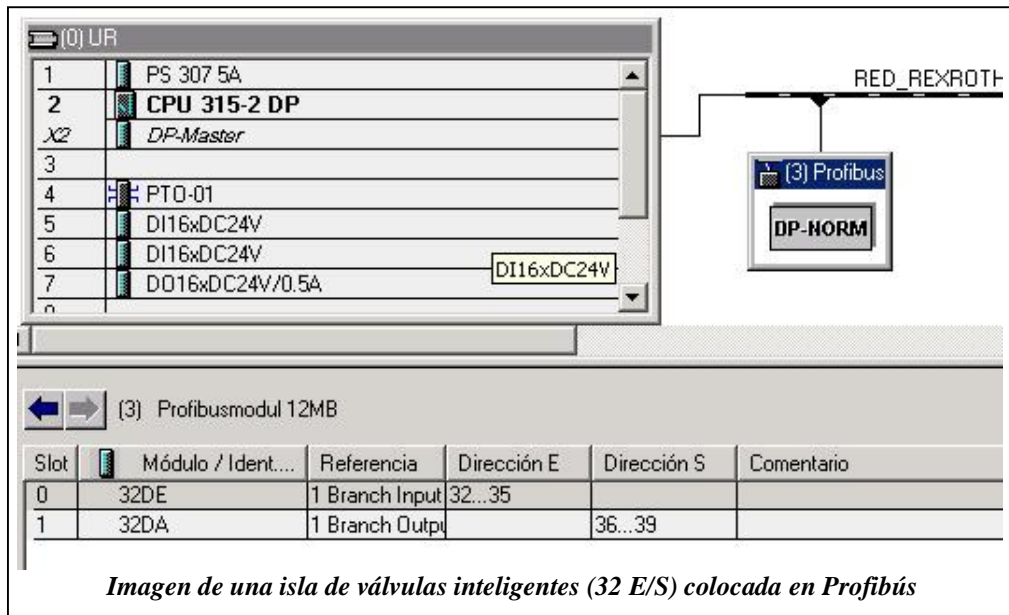 (0) UR
1 PS 307 5A
2 CPU 315-2 DP
X2 DP-Master
3
4 PTO-01
5 DI16xDC24V
6 DI16xDC24V
DI16xDC24V
7 DO16xDC24V/0.5A
RED_REXROTH
(3) Profibus
DP-NORM
(3) Profibusmodul 12MB
Slot Módulo / Ident.... Referencia Dirección E Dirección S Comentario
0 32DE 1 Branch Input 32...35
1 32DA 1 Branch Outpu 36...39
Imagen de una isla de válvulas inteligentes (32 E/S) colocada en Profibús